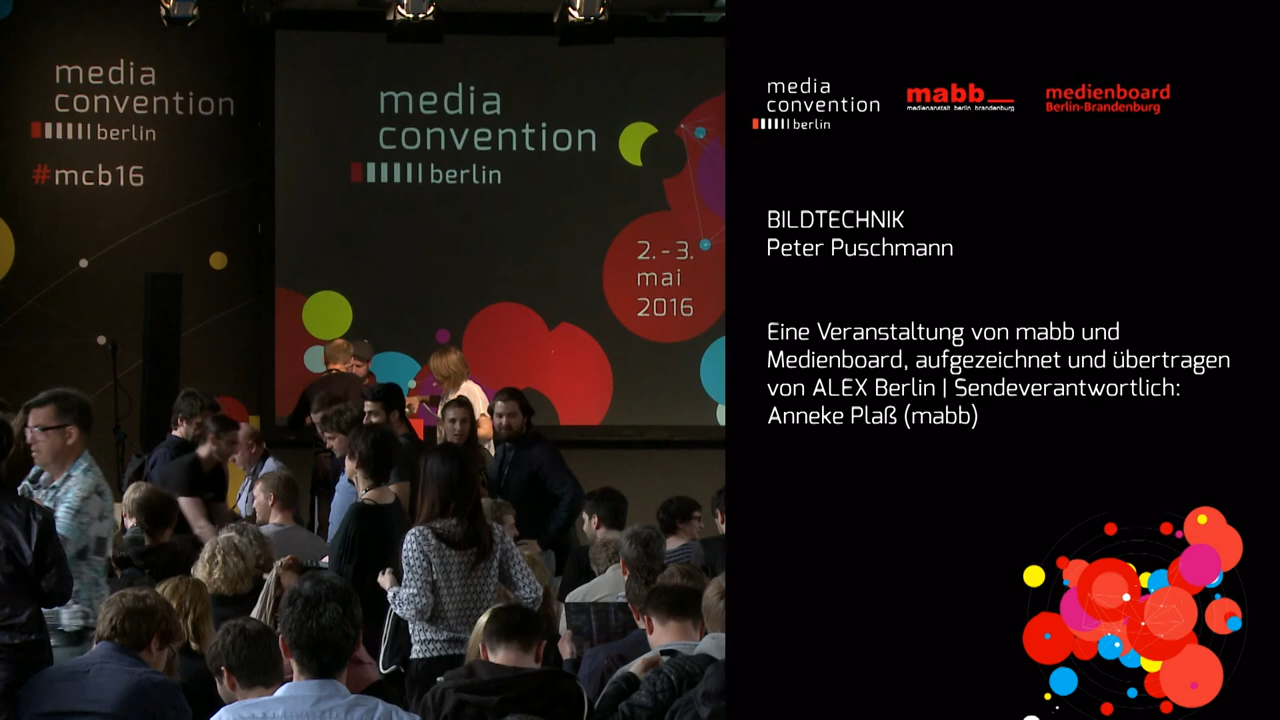 media
convention
berlin
#mcb16
media
convention
berlin
2. - 3.
mai
2016
media
convention
berlin
mabb
medienanstalt berlin brandenburg
medienboard
Berlin-Brandenburg
BILDTECHNIK
Peter Puschmann
Eine Veranstaltung von mabb und
Medienboard, aufgezeichnet und übertragen
von ALEX Berlin | Sendeverantwortlich:
Anneke Plaß (mabb)